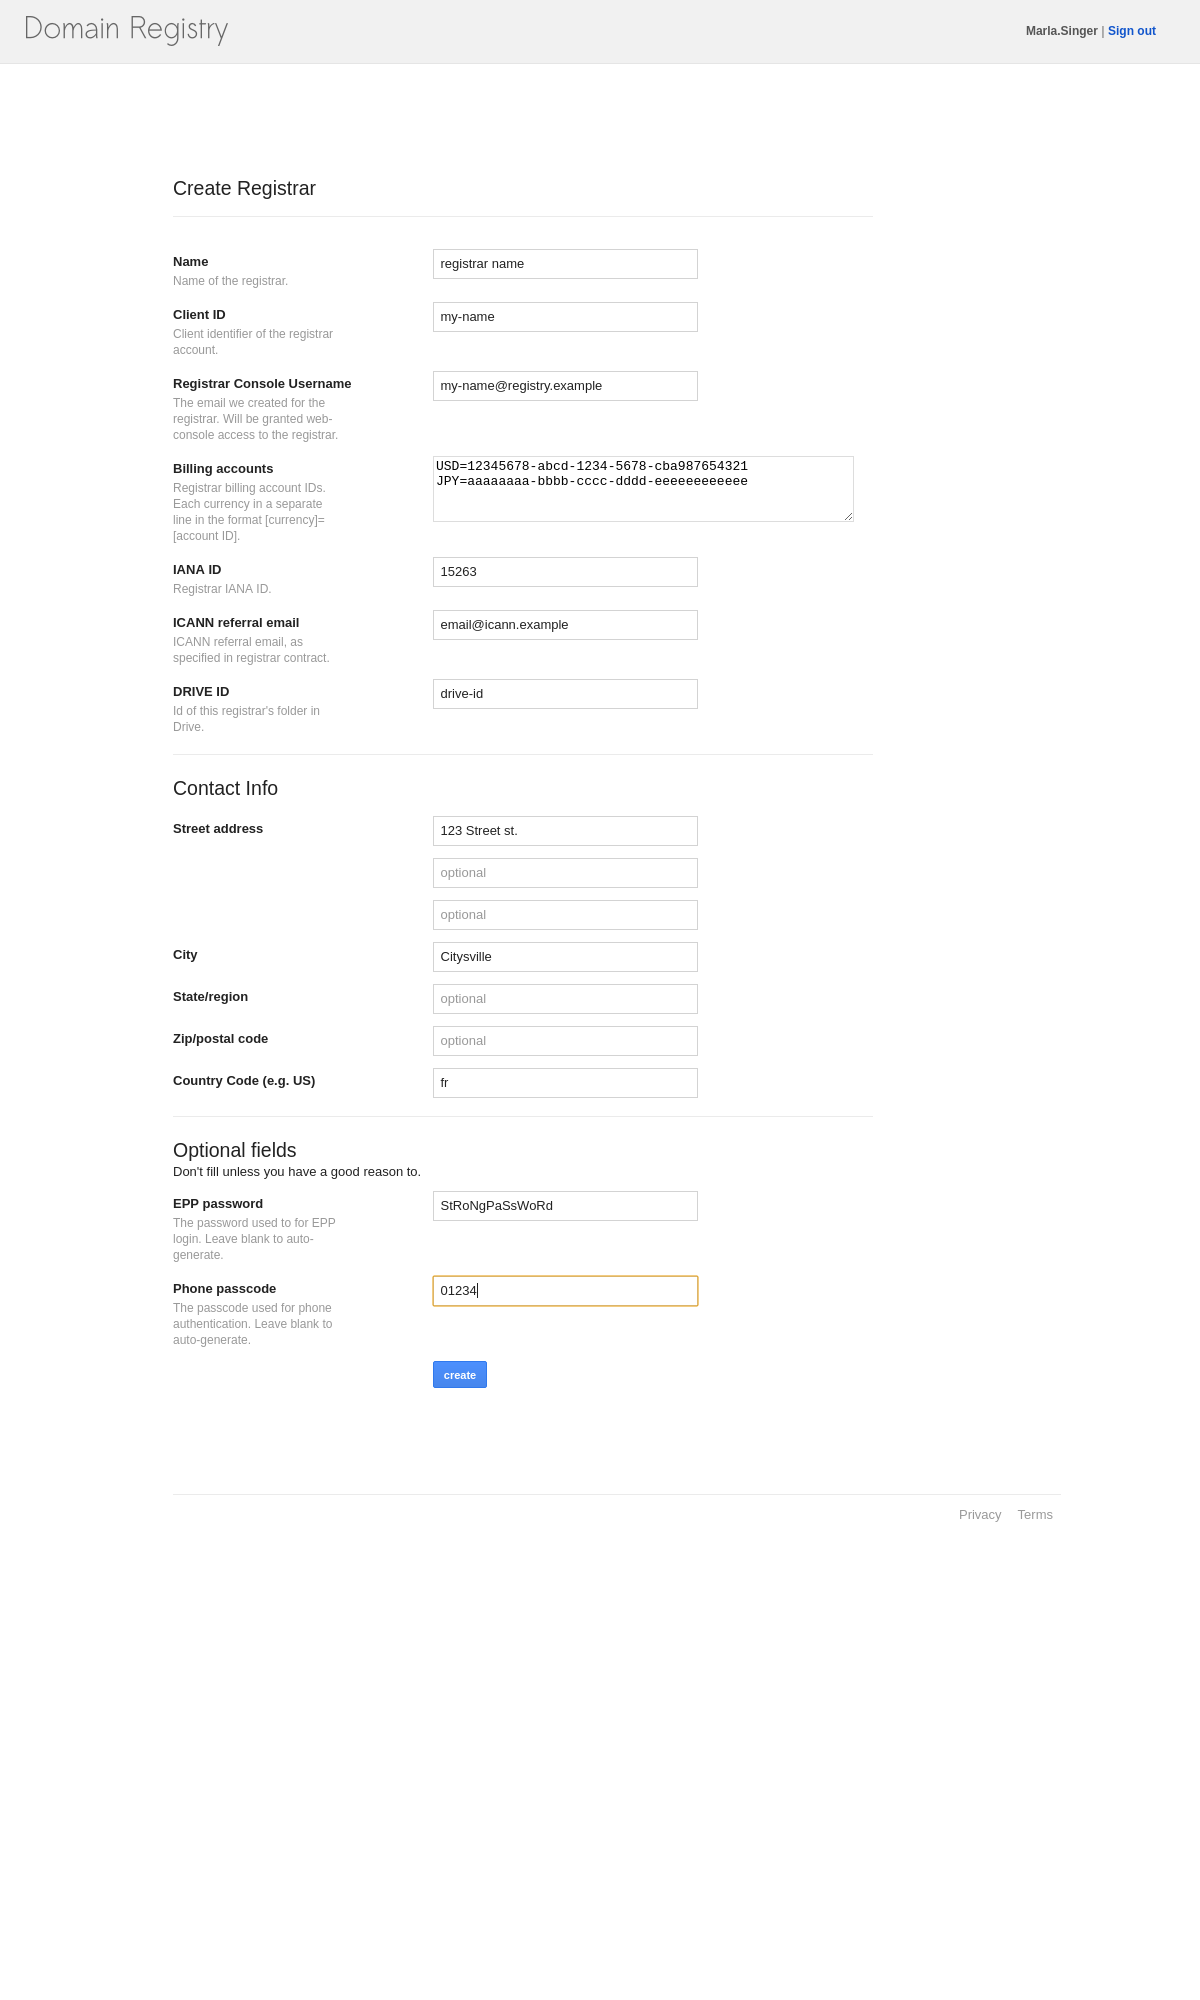 Domain Registry
Marla.Singer | Sign out
Create Registrar
Name
Name of the registrar.
registrar name
Client ID
Client identifier of the registrar
account.
my-name
Registrar Console Username
The email we created for the
registrar. Will be granted web-
console access to the registrar.
my-name@registry.example
Billing accounts
Registrar billing account IDs.
Each currency in a separate
line in the format [currency]=
[account ID].
USD=12345678-abcd-1234-5678-cba987654321
JPY=aaaaaaaa-bbbb-cccc-dddd-eeeeeeeeeeee
IANA ID
Registrar IANA ID.
15263
ICANN referral email
ICANN referral email, as
specified in registrar contract.
email@icann.example
DRIVE ID
Id of this registrar's folder in
Drive.
drive-id
Contact Info
Street address
123 Street st.
optional
optional
City
Citysville
State/region
optional
Zip/postal code
optional
Country Code (e.g. US)
fr
Optional fields
Don't fill unless you have a good reason to.
EPP password
The password used to for EPP
login. Leave blank to auto-
generate.
StRoNgPaSsWoRd
Phone passcode
The passcode used for phone
authentication. Leave blank to
auto-generate.
01234
create
Privacy
Terms